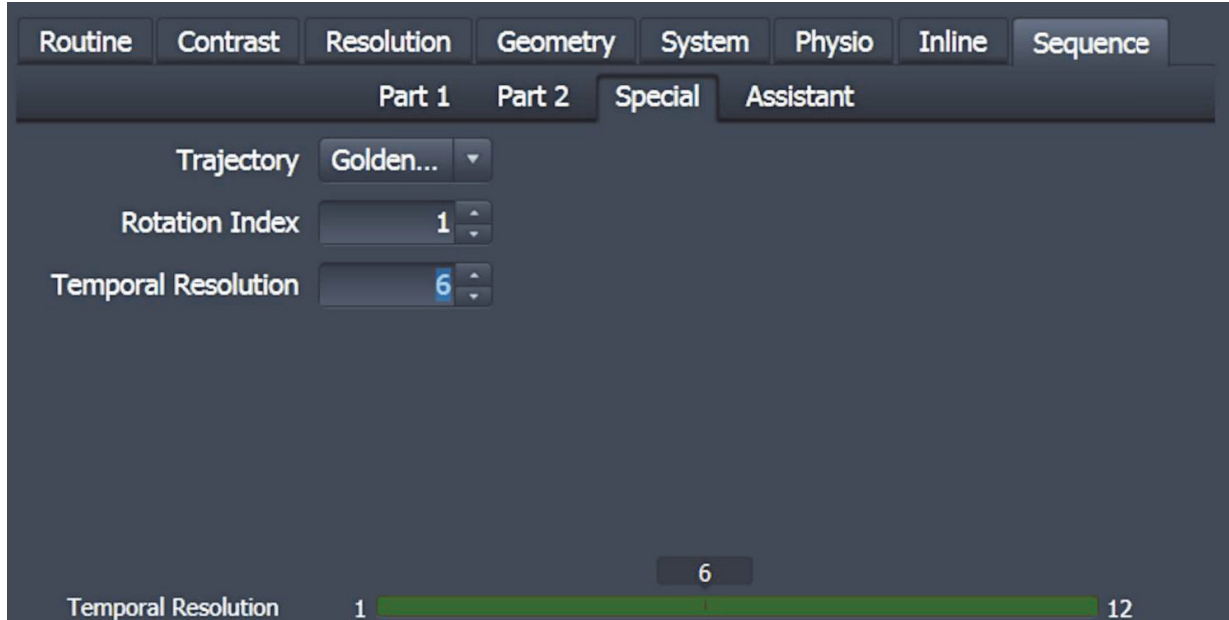 Routine Contrast Resolution Geometry System Physio Inline Sequence
Part 1 Part 2 Special Assistant
Trajectory Golden...
Rotation Index 1
Temporal Resolution 6
6
Temporal Resolution 1 12